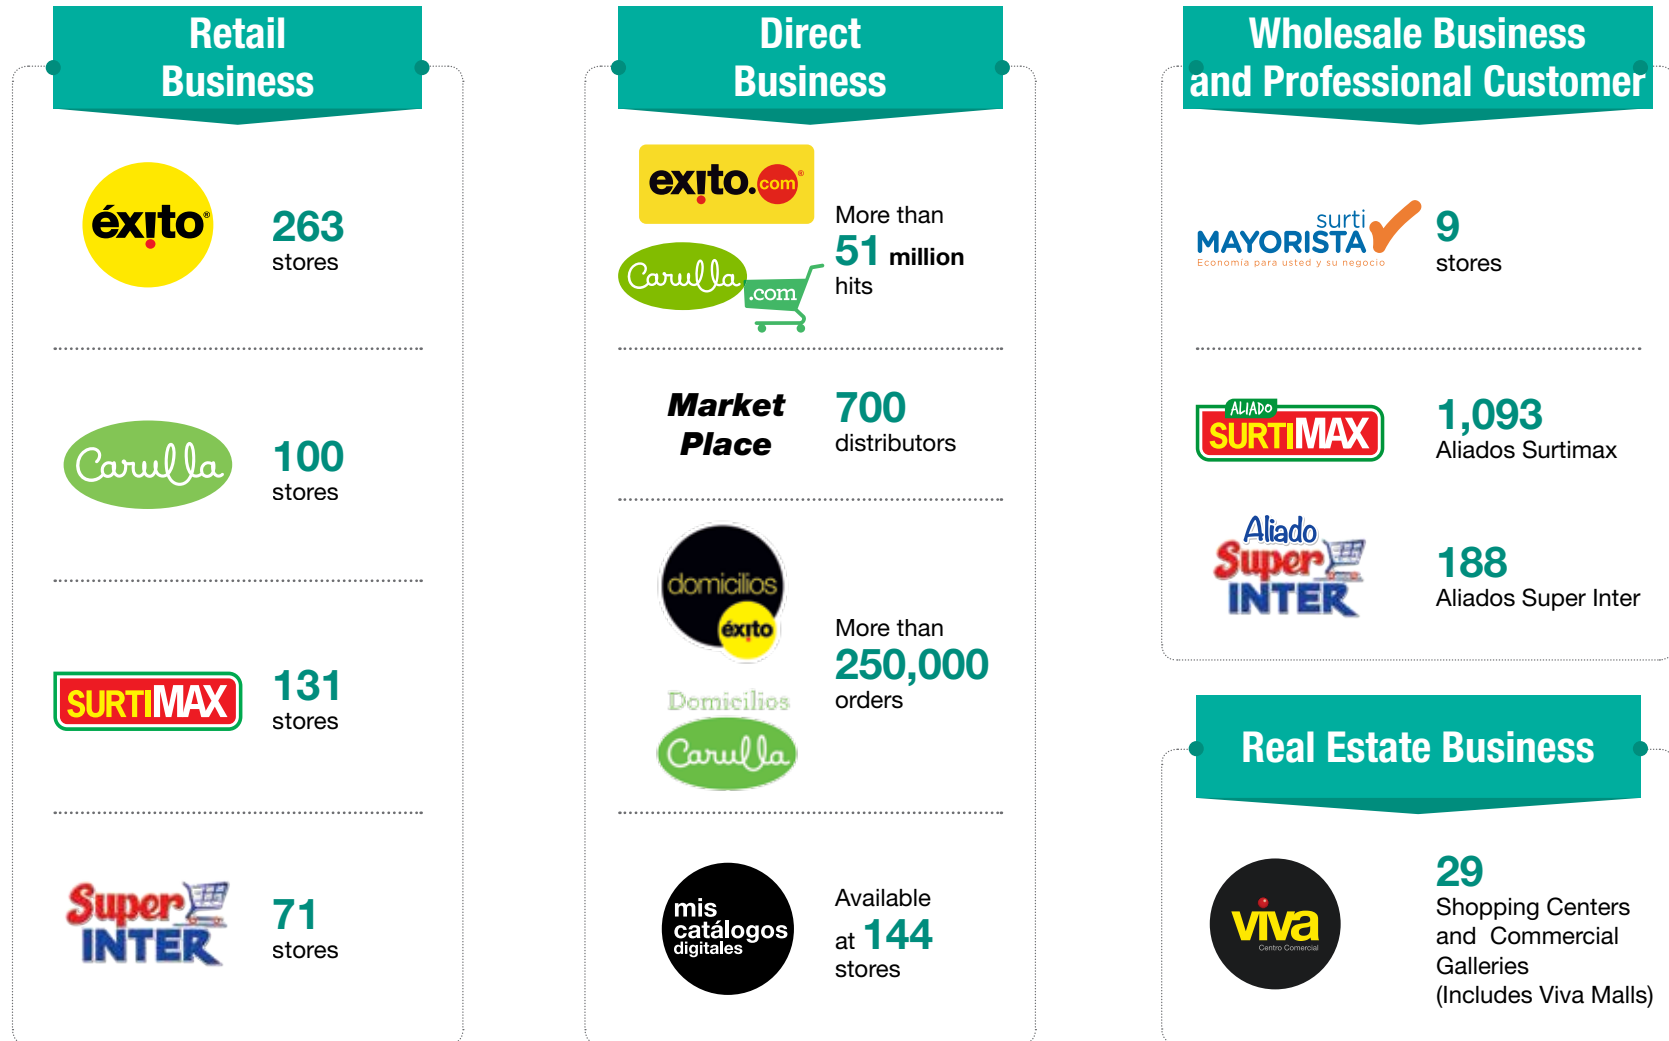 Retail
Business
éxito®
263
stores
Carulla
100
stores
SURTIMAX
131
stores
Super
INTER
71
stores
Direct
Business
exito.com®
Carulla
.com
More than
51 million
hits
Market
Place
700
distributors
domicilios
éxito
Domicilios
Carulla
More than
250,000
orders
mis
catálogos
digitales
Available
at 144
stores
Wholesale Business
and Professional Customer
surti
MAYORISTA
Economía para usted y su negocio
9
stores
ALIADO
SURTIMAX
1,093
Aliados Surtimax
Aliado
Super
INTER
188
Aliados Super Inter
Real Estate Business
viva
Centro Comercial
29
Shopping Centers
and Commercial
Galleries
(Includes Viva Malls)